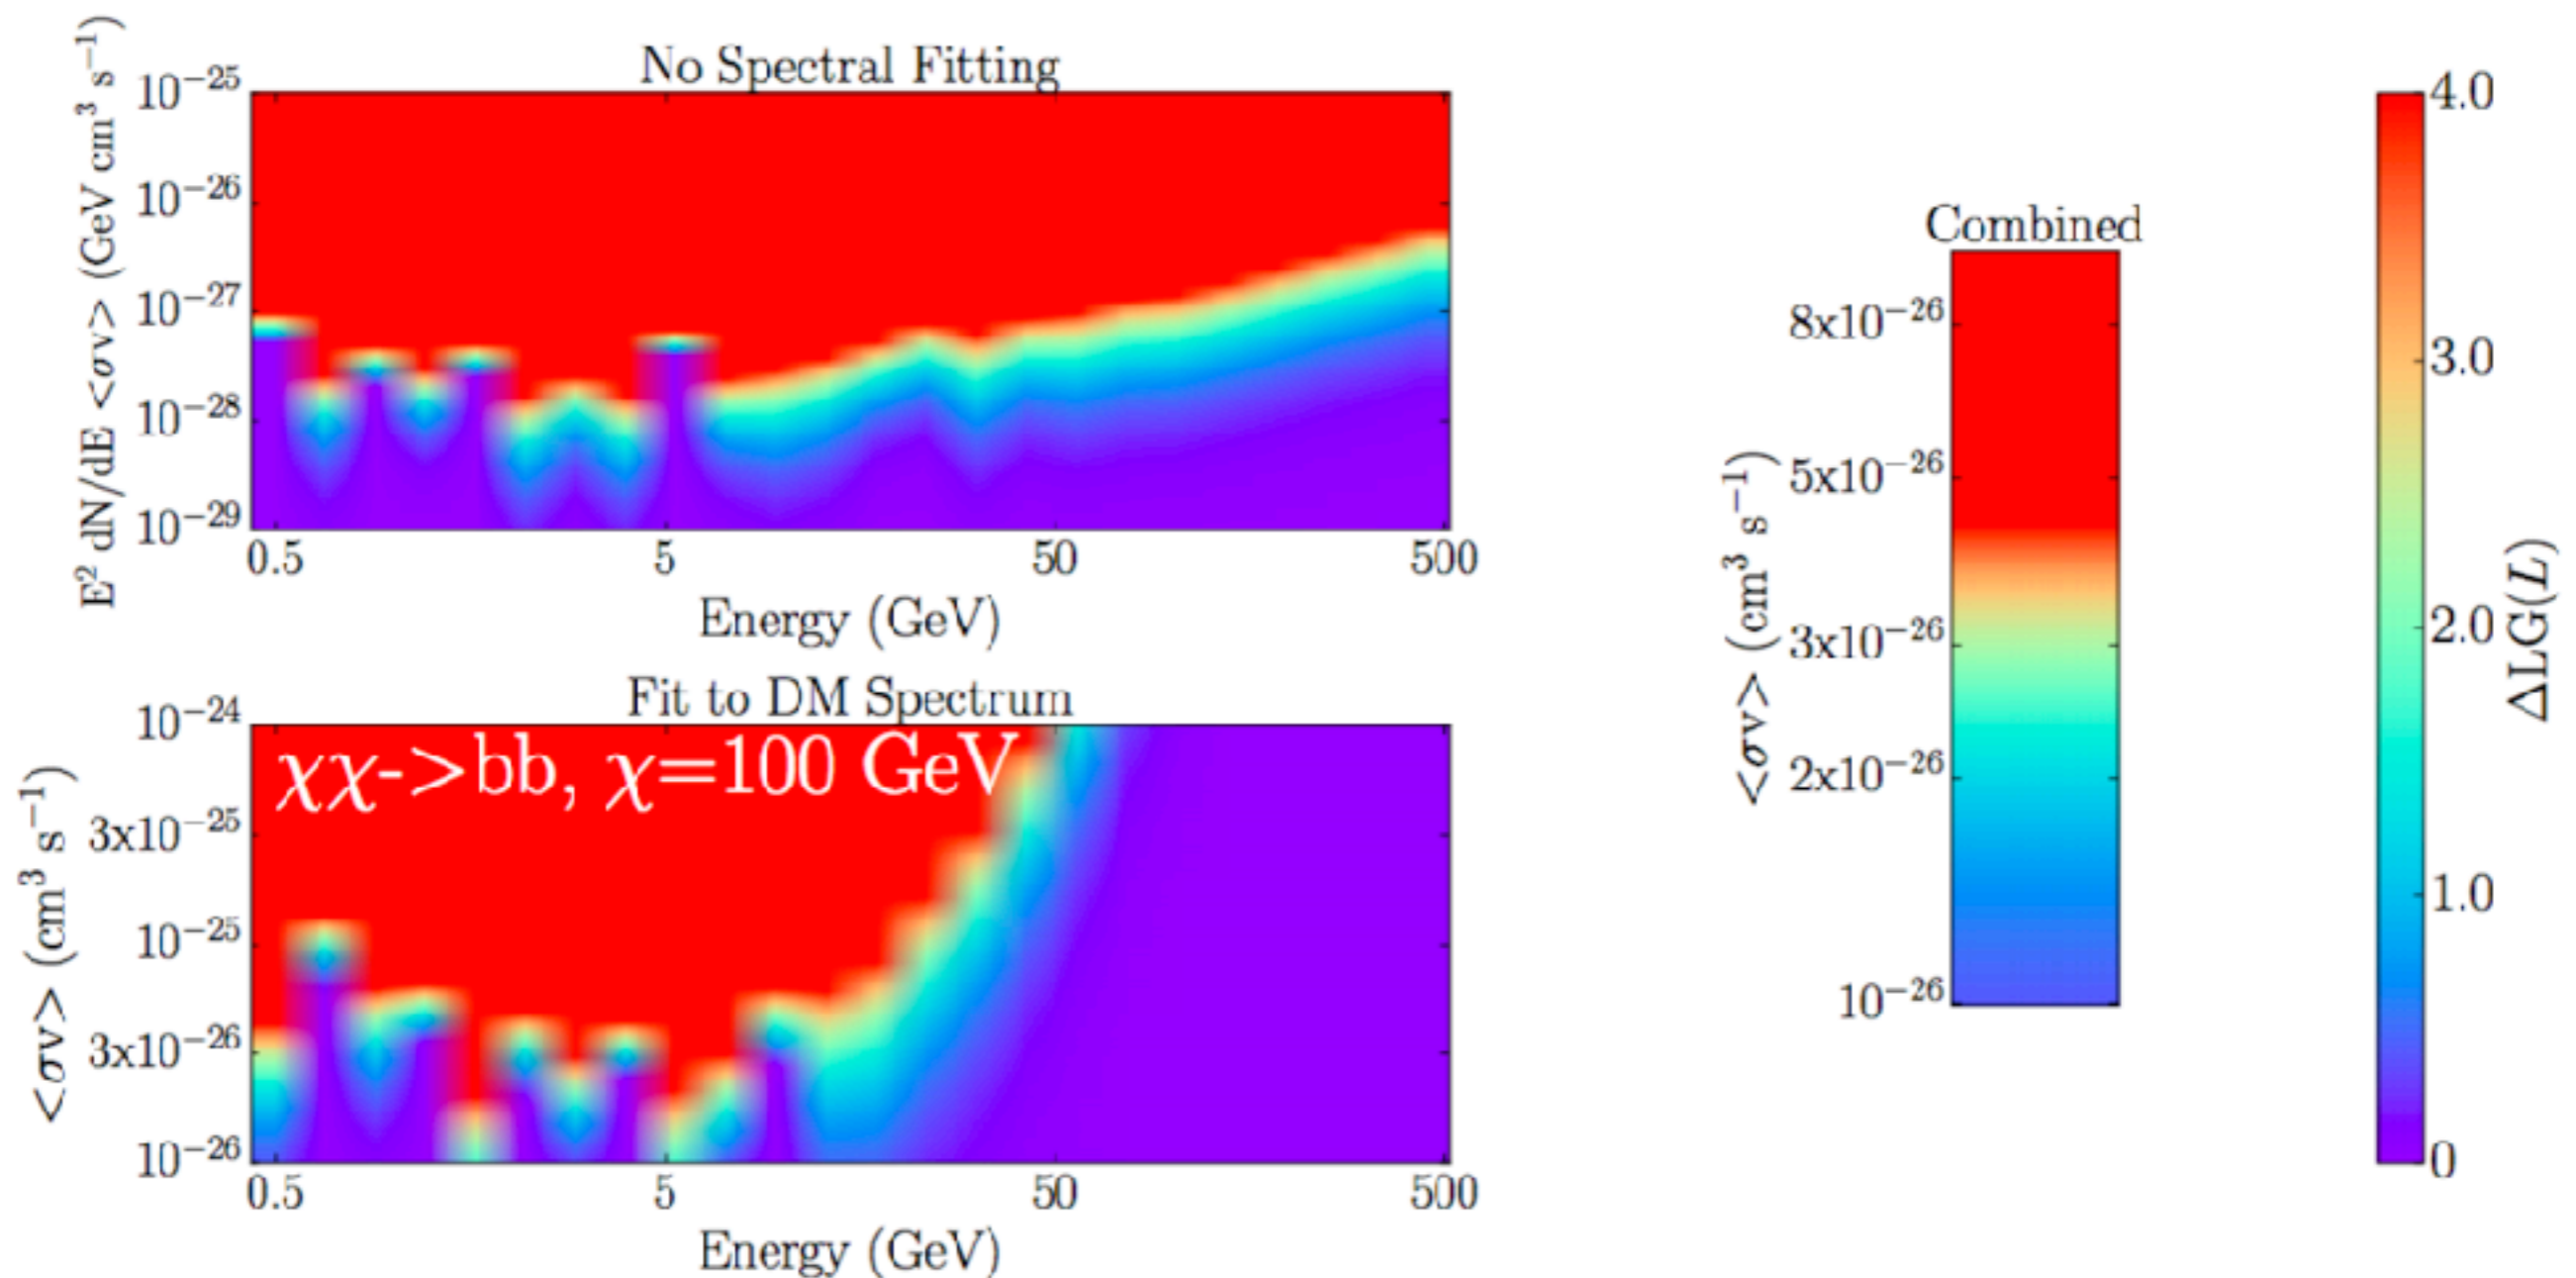 No Spectral Fitting
E² dN/dE <σv> (GeV cm³ s⁻¹)
10⁻²⁵
10⁻²⁶
10⁻²⁷
10⁻²⁸
10⁻²⁹
0.5 5 50 500
Energy (GeV)
Fit to DM Spectrum
χχ->bb, χ=100 GeV
<σv> (cm³ s⁻¹)
10⁻²⁴
3x10⁻²⁵
10⁻²⁵
3x10⁻²⁶
10⁻²⁶
0.5 5 50 500
Energy (GeV)
Combined
<σv> (cm³ s⁻¹)
8x10⁻²⁶
5x10⁻²⁶
3x10⁻²⁶
2x10⁻²⁶
10⁻²⁶
4.0
3.0
2.0
1.0
0
ΔLG(L)